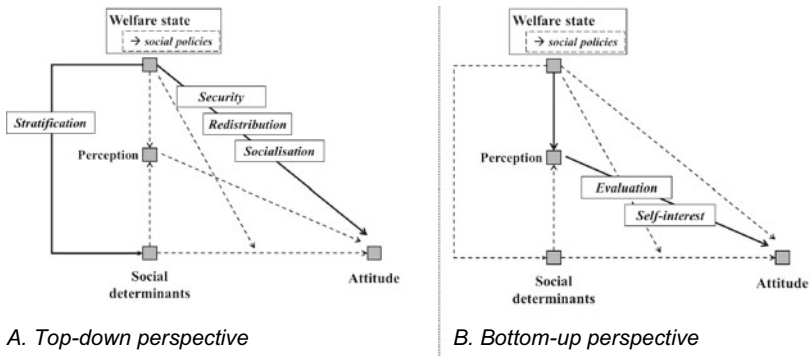 Welfare state
→ social policies
Security
Redistribution
Socialisation
Stratification
Perception
Social
determinants
Attitude
A. Top-down perspective
Welfare state
→ social policies
Perception
Evaluation
Self-interest
Social
determinants
Attitude
B. Bottom-up perspective